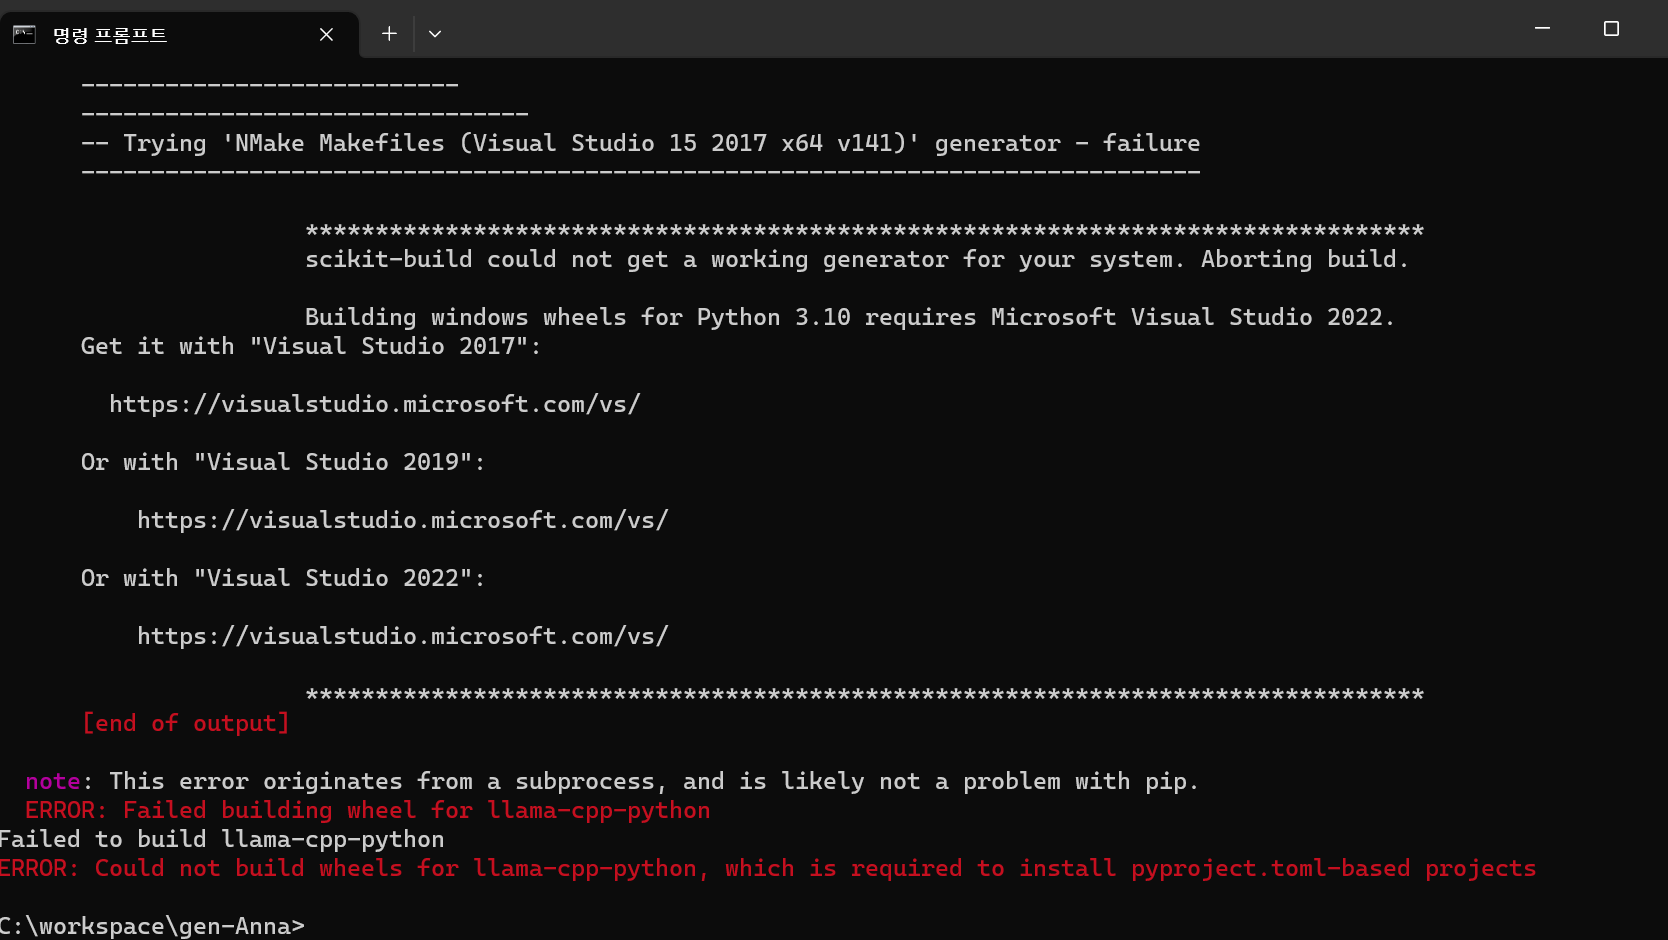 명령 프롬프트
---------------------------
--------------------------------
-- Trying 'NMake Makefiles (Visual Studio 15 2017 x64 v141)' generator - failure
--------------------------------------------------------------------------------
********************************************************************************
scikit-build could not get a working generator for your system. Aborting build.
Building windows wheels for Python 3.10 requires Microsoft Visual Studio 2022.
Get it with "Visual Studio 2017":
https://visualstudio.microsoft.com/vs/
Or with "Visual Studio 2019":
https://visualstudio.microsoft.com/vs/
Or with "Visual Studio 2022":
https://visualstudio.microsoft.com/vs/
********************************************************************************
[end of output]
note: This error originates from a subprocess, and is likely not a problem with pip.
ERROR: Failed building wheel for llama-cpp-python
Failed to build llama-cpp-python
ERROR: Could not build wheels for llama-cpp-python, which is required to install pyproject.toml-based projects
C:\workspace\gen-Anna>